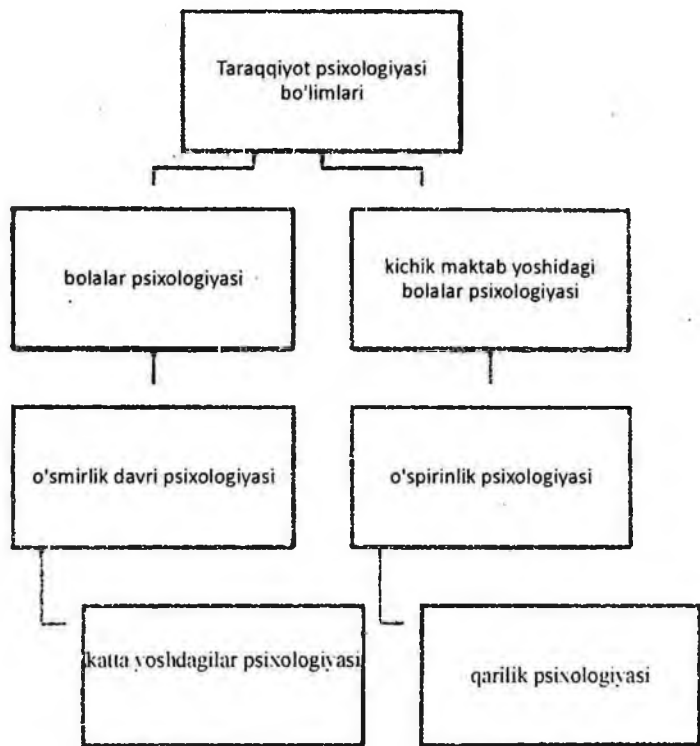 Taraqqiyot psixologiyasi
bo'limlari
bolalar psixologiyasi
kichik maktab yoshidagi
bolalar psixologiyasi
o'smirlik davri psixologiyasi
o'spirinlik psixologiyasi
katta yoshdagilar psixologiyasi
qarilik psixologiyasi